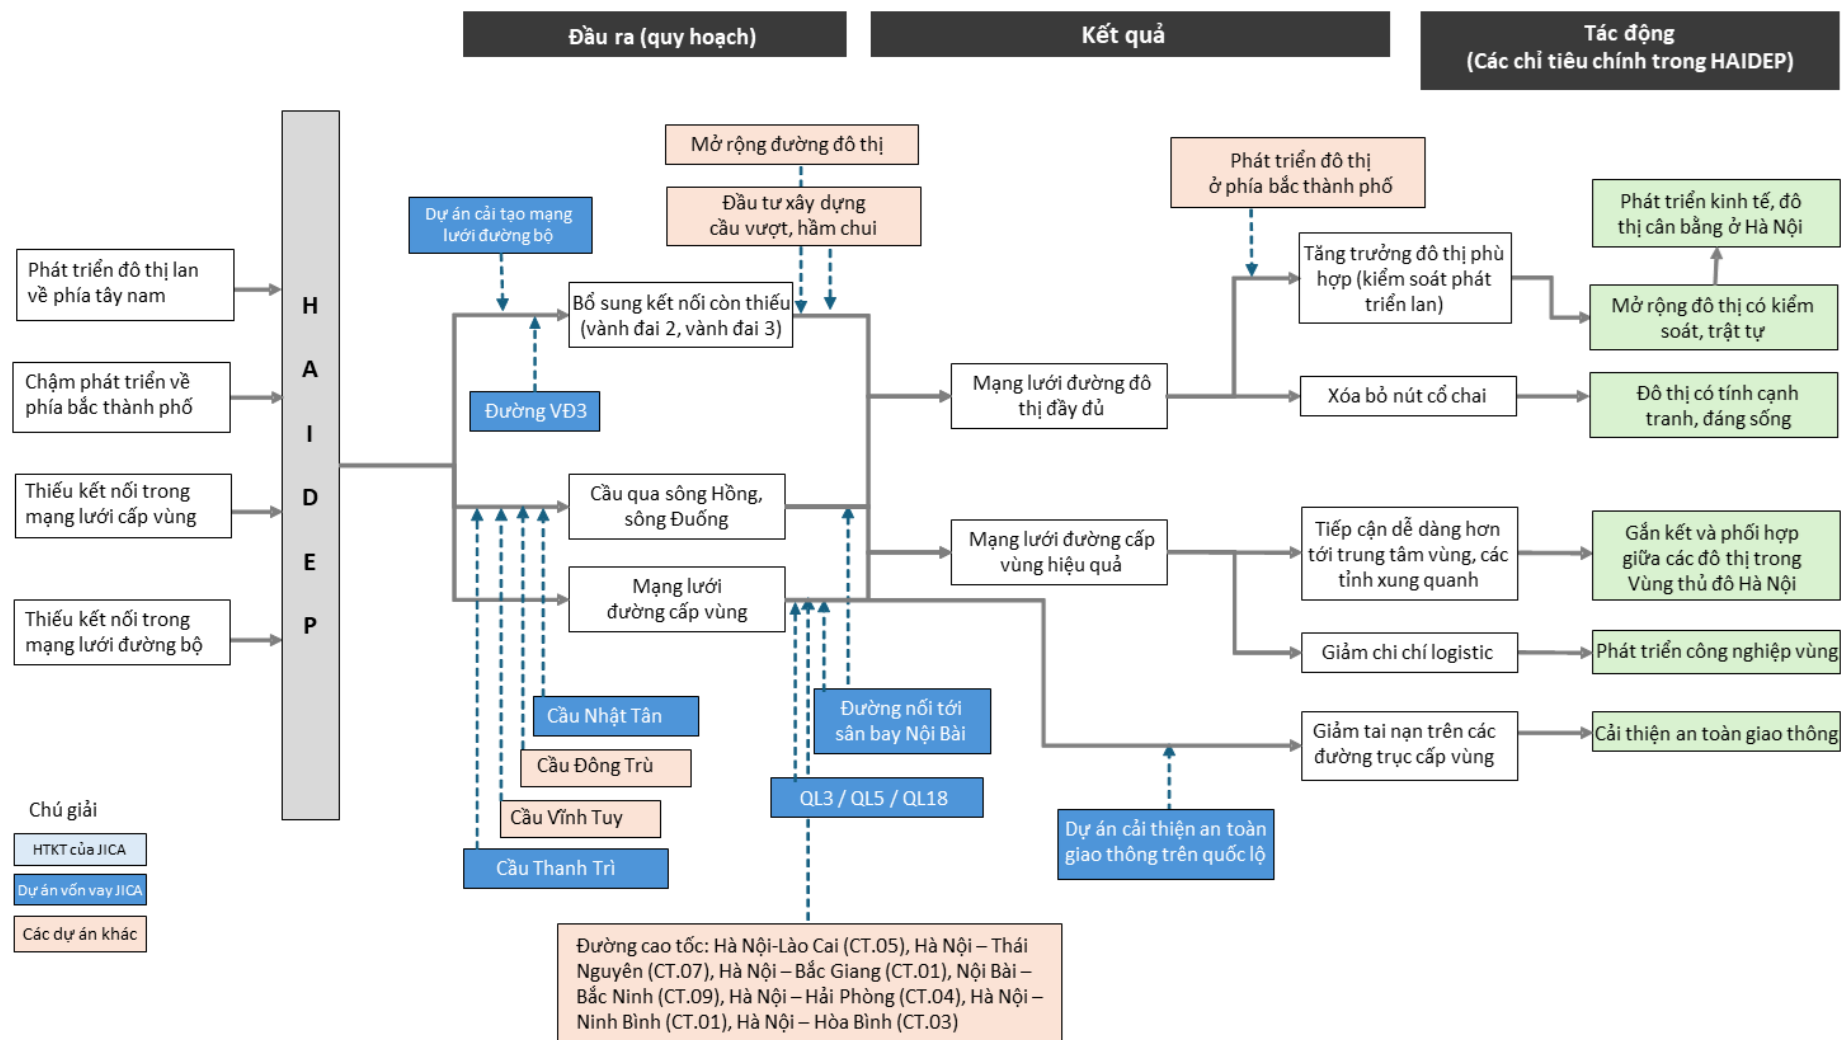 Đầu ra (quy hoạch)
Kết quả
Tác động
(Các chỉ tiêu chính trong HAIDEP)
Phát triển đô thị lan
về phía tây nam
Chậm phát triển về
phía bắc thành phố
Thiếu kết nối trong
mạng lưới cấp vùng
Thiếu kết nối trong
mạng lưới đường bộ
H
A
I
D
E
P
Dự án cải tạo mạng
lưới đường bộ
Mở rộng đường đô thị
Đầu tư xây dựng
cầu vượt, hầm chui
Bổ sung kết nối còn thiếu
(vành đai 2, vành đai 3)
Đường VĐ3
Cầu qua sông Hồng,
sông Đuống
Mạng lưới
đường cấp vùng
Cầu Nhật Tân
Cầu Đông Trù
Cầu Vĩnh Tuy
Cầu Thanh Trì
Đường nối tới
sân bay Nội Bài
QL3 / QL5 / QL18
Đường cao tốc: Hà Nội-Lào Cai (CT.05), Hà Nội – Thái
Nguyên (CT.07), Hà Nội – Bắc Giang (CT.01), Nội Bài –
Bắc Ninh (CT.09), Hà Nội – Hải Phòng (CT.04), Hà Nội –
Ninh Bình (CT.01), Hà Nội – Hòa Bình (CT.03)
Mạng lưới đường đô
thị đầy đủ
Mạng lưới đường cấp
vùng hiệu quả
Dự án cải thiện an toàn
giao thông trên quốc lộ
Phát triển đô thị
ở phía bắc thành phố
Tăng trưởng đô thị phù
hợp (kiểm soát phát
triển lan)
Xóa bỏ nút cổ chai
Tiếp cận dễ dàng hơn
tới trung tâm vùng, các
tỉnh xung quanh
Giảm chi chí logistic
Giảm tai nạn trên các
đường trục cấp vùng
Phát triển kinh tế, đô
thị cân bằng ở Hà Nội
Mở rộng đô thị có kiểm
soát, trật tự
Đô thị có tính cạnh
tranh, đáng sống
Gắn kết và phối hợp
giữa các đô thị trong
Vùng thủ đô Hà Nội
Phát triển công nghiệp vùng
Cải thiện an toàn giao thông
Chú giải
HTKT của JICA
Dự án vốn vay JICA
Các dự án khác